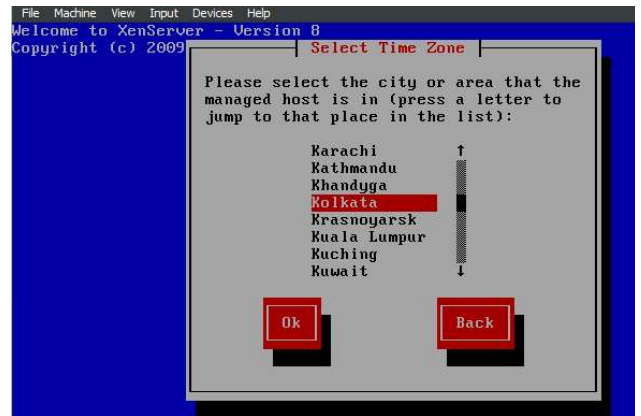 File Machine View Input Devices Help
Welcome to XenServer - Version 8
Copyright (c) 2009
Select Time Zone
Please select the city or area that the
managed host is in (press a letter to
jump to that place in the list):
Karachi ↑
Kathmandu
Khandyga
Kolkata
Krasnoyarsk
Kuala Lumpur
Kuching
Kuwait ↓
Ok Back